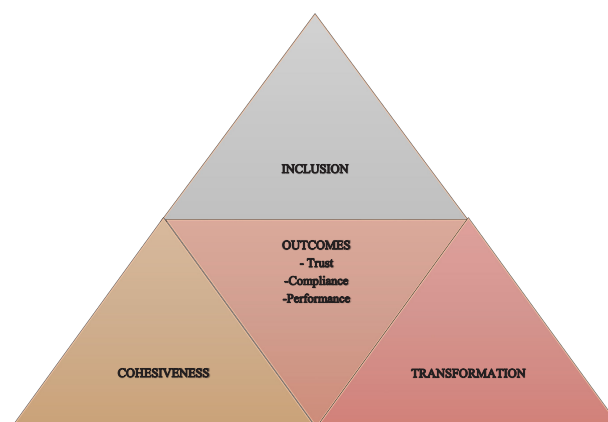 INCLUSION
OUTCOMES
- Trust
-Compliance
-Performance
COHESIVENESS
TRANSFORMATION